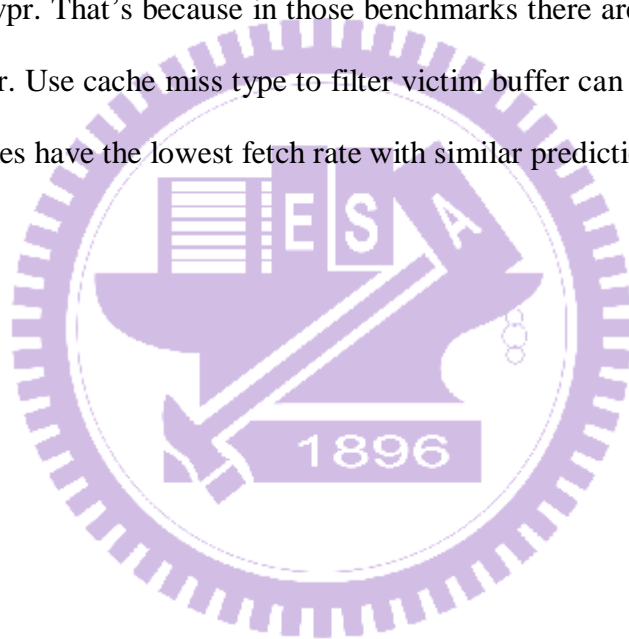 vpr. That's because in those benchmarks there are
r. Use cache miss type to filter victim buffer can
es have the lowest fetch rate with similar
E S A
1896